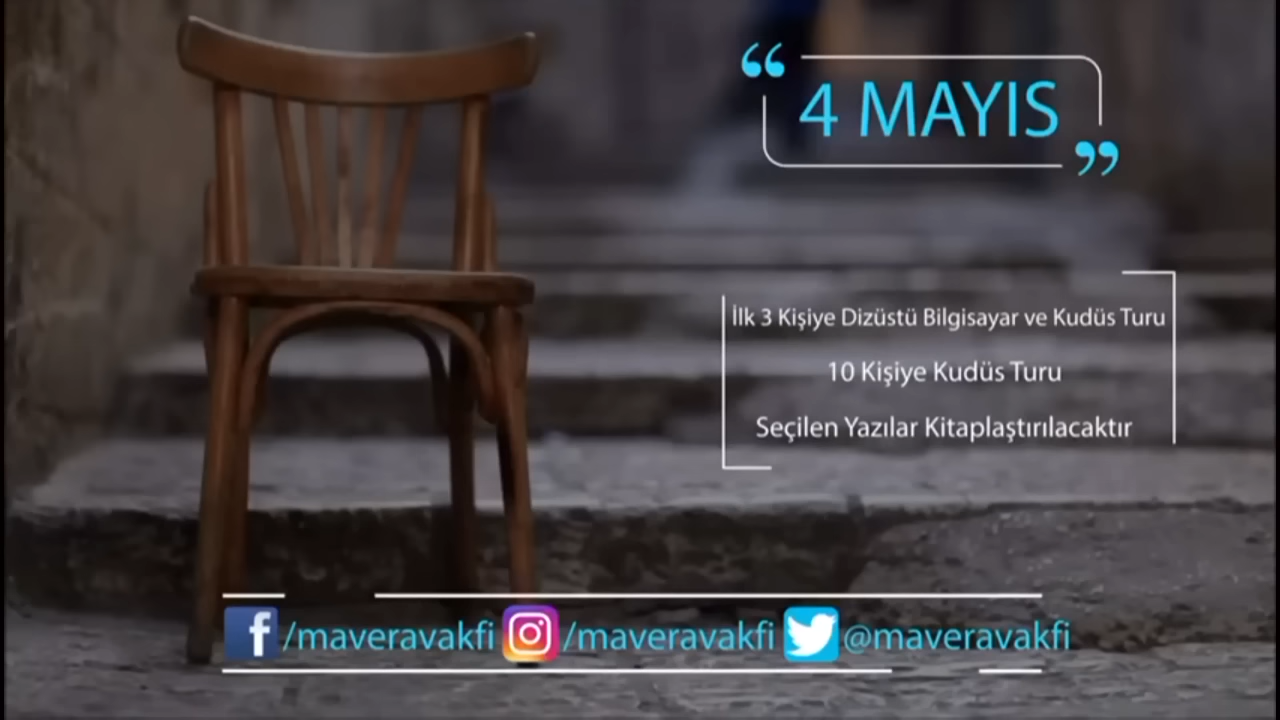 4 MAYIS
İlk 3 Kişiye Dizüstü Bilgisayar ve Kudüs Turu
10 Kişiye Kudüs Turu
Seçilen Yazılar Kitaplaştırılacaktır
/maveravakfi /maveravakfi @maveravakfi